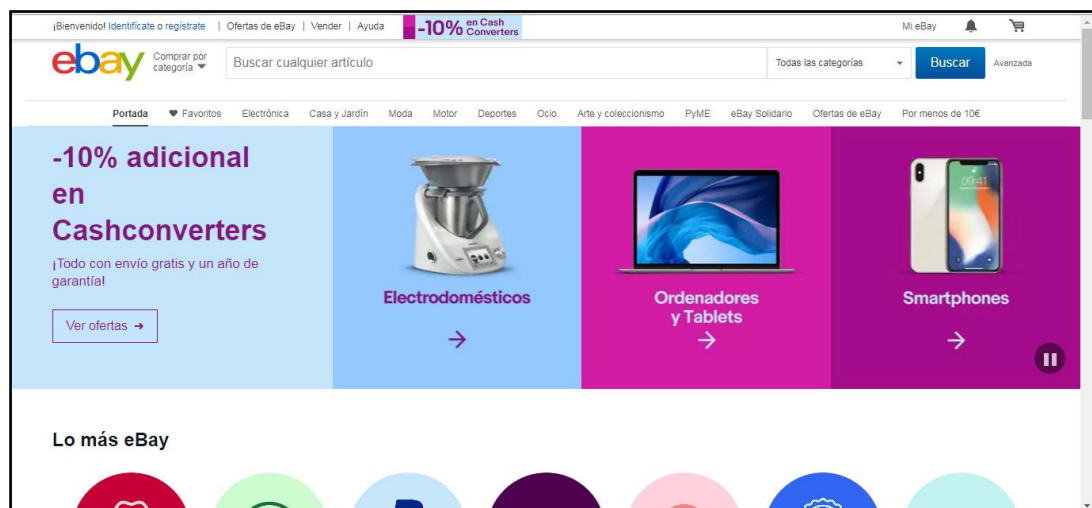 ¡Bienvenido! Identifícate o regístrate | Ofertas de eBay | Vender | Ayuda
-10% en Cash
Converters
Mi eBay
ebay
Comprar por
categoría
Buscar cualquier artículo
Todas las categorías
Buscar
Avanzada
Portada Favoritos Electrónica Casa y Jardín Moda Motor Deportes Ocio Arte y coleccionismo PyME eBay Solidario Ofertas de eBay Por menos de 10€
-10% adicional
en
Cashconverters
¡Todo con envío gratis y un año de
garantía!
Ver ofertas →
Electrodomésticos
→
Ordenadores
y Tablets
→
09:41
Smartphones
→
Lo más eBay